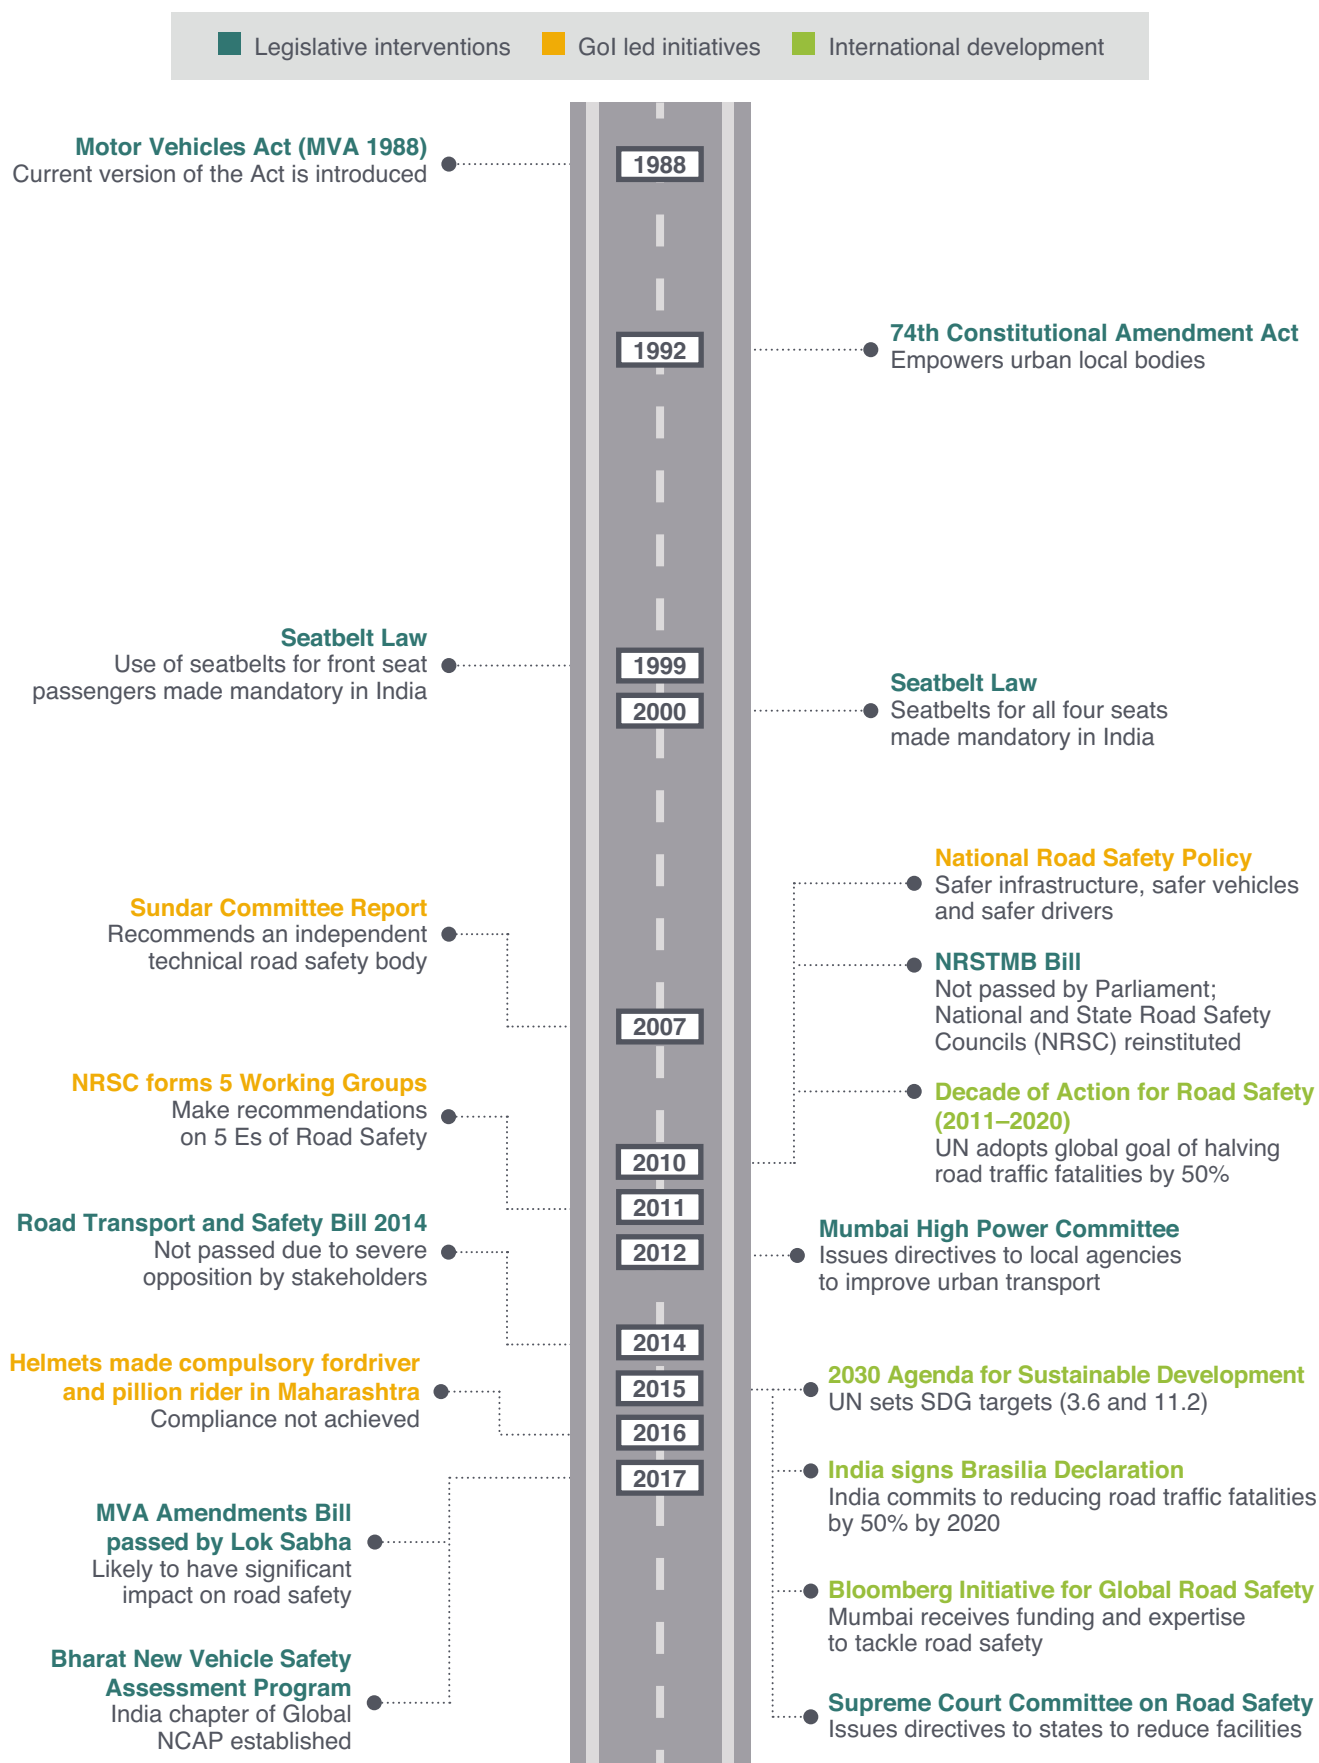 Legislative interventions
GoI led initiatives
International development
Motor Vehicles Act (MVA 1988)
Current version of the Act is introduced
1988
1992
74th Constitutional Amendment Act
Empowers urban local bodies
Seatbelt Law
Use of seatbelts for front seat
passengers made mandatory in India
1999
2000
Seatbelt Law
Seatbelts for all four seats
made mandatory in India
National Road Safety Policy
Safer infrastructure, safer vehicles
and safer drivers
Sundar Committee Report
Recommends an independent
technical road safety body
NRSTMB Bill
Not passed by Parliament;
National and State Road Safety
Councils (NRSC) reinstituted
2007
NRSC forms 5 Working Groups
Make recommendations
on 5 Es of Road Safety
Decade of Action for Road Safety
(2011–2020)
UN adopts global goal of halving
road traffic fatalities by 50%
2010
2011
Road Transport and Safety Bill 2014
Not passed due to severe
opposition by stakeholders
2012
Mumbai High Power Committee
Issues directives to local agencies
to improve urban transport
2014
Helmets made compulsory fordriver
and pillion rider in Maharashtra
Compliance not achieved
2015
2030 Agenda for Sustainable Development
UN sets SDG targets (3.6 and 11.2)
2016
2017
India signs Brasilia Declaration
India commits to reducing road traffic fatalities
by 50% by 2020
MVA Amendments Bill
passed by Lok Sabha
Likely to have significant
impact on road safety
Bloomberg Initiative for Global Road Safety
Mumbai receives funding and expertise
to tackle road safety
Bharat New Vehicle Safety
Assessment Program
India chapter of Global
NCAP established
Supreme Court Committee on Road Safety
Issues directives to states to reduce facilities